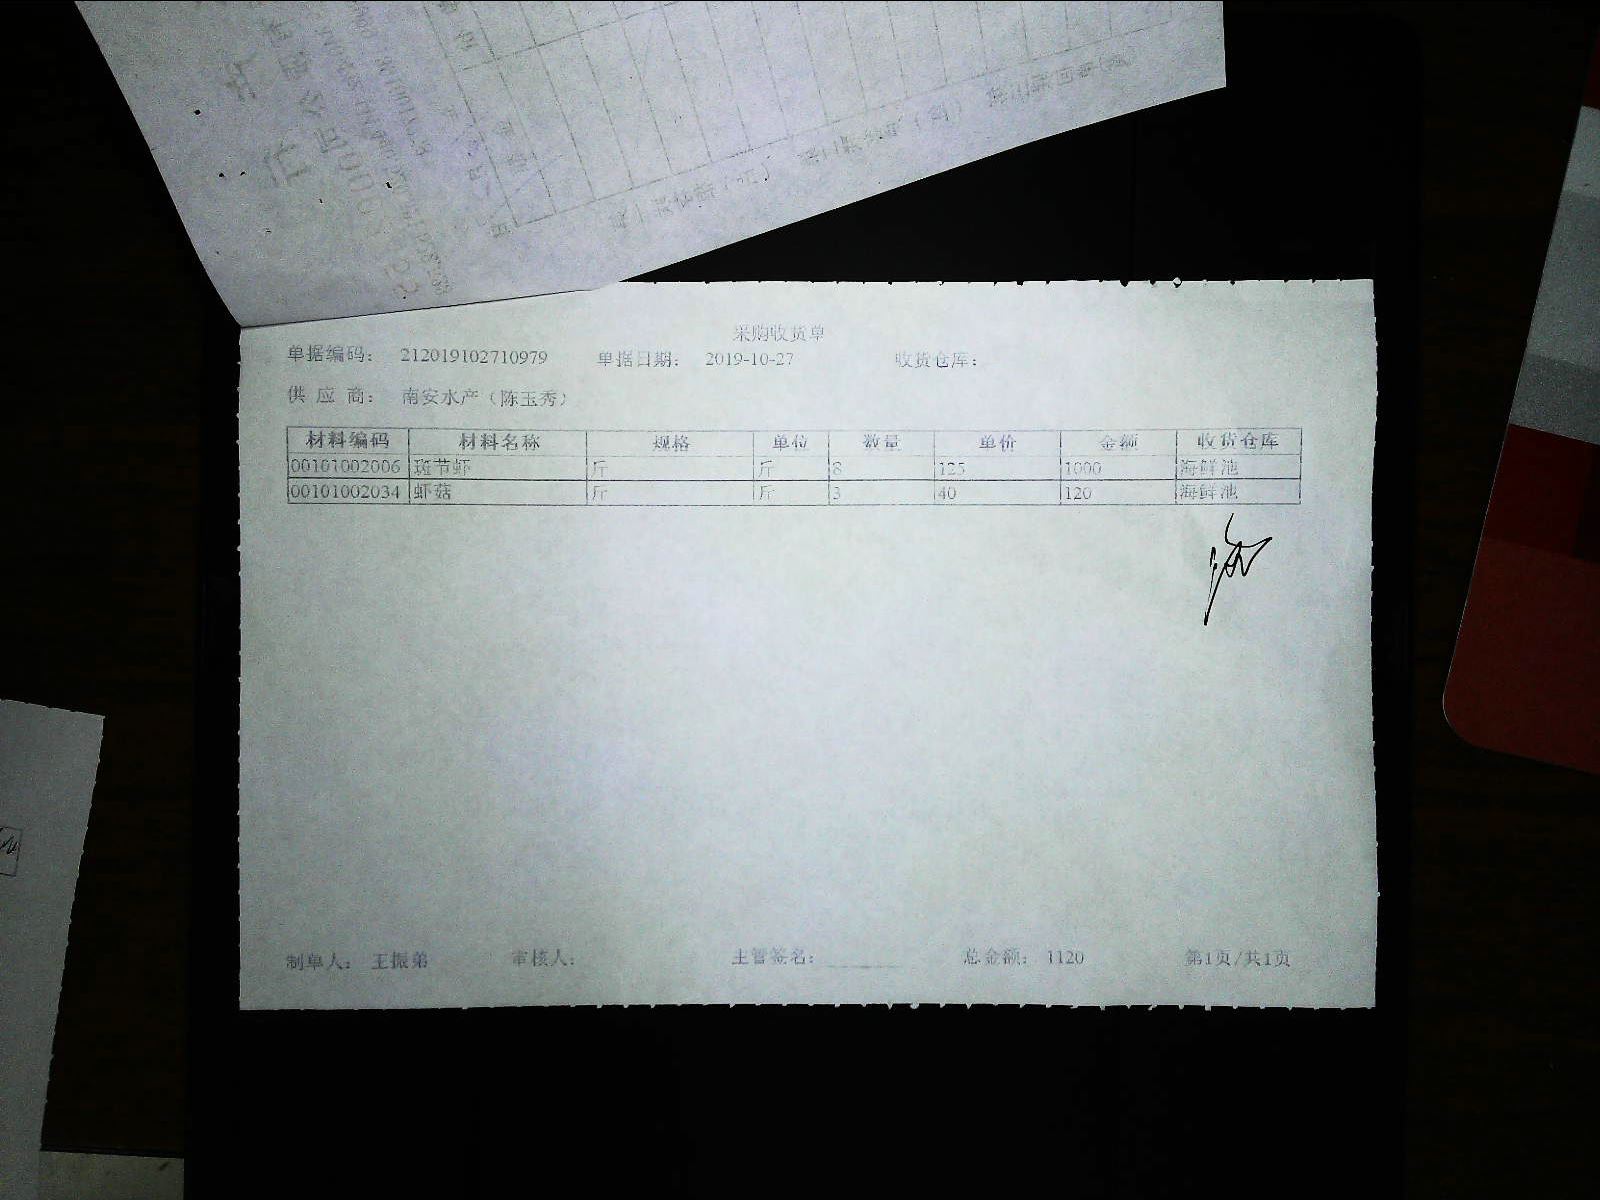 采购收货单
单据编码： 212019102710979 单据日期： 2019-10-27 收货仓库：
供 应 商： 南安水产（陈玉秀）
材料编码 材料名称 规格 单位 数量 单价 金额 收货仓库
00101002006 斑节虾 斤 斤 8 125 1000 海鲜池
00101002034 虾菇 斤 斤 3 40 120 海鲜池
制单人： 王振弟 审核人： 主管签名： 总金额： 1120 第1页/共1页